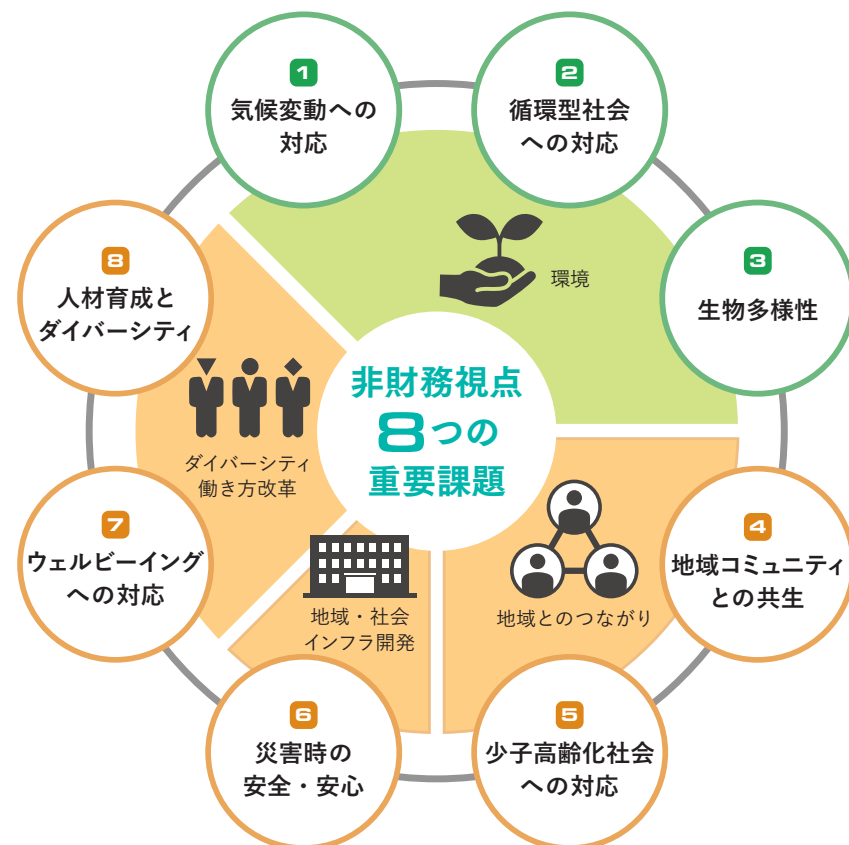 非財務視点
8つの
重要課題
1
気候変動への
対応
2
循環型社会
への対応
3
生物多様性
4
地域コミュニティ
との共生
5
少子高齢化社会
への対応
6
災害時の
安全・安心
7
ウェルビーイング
への対応
8
人材育成と
ダイバーシティ
環境
地域とのつながり
地域・社会
インフラ開発
ダイバーシティ
働き方改革